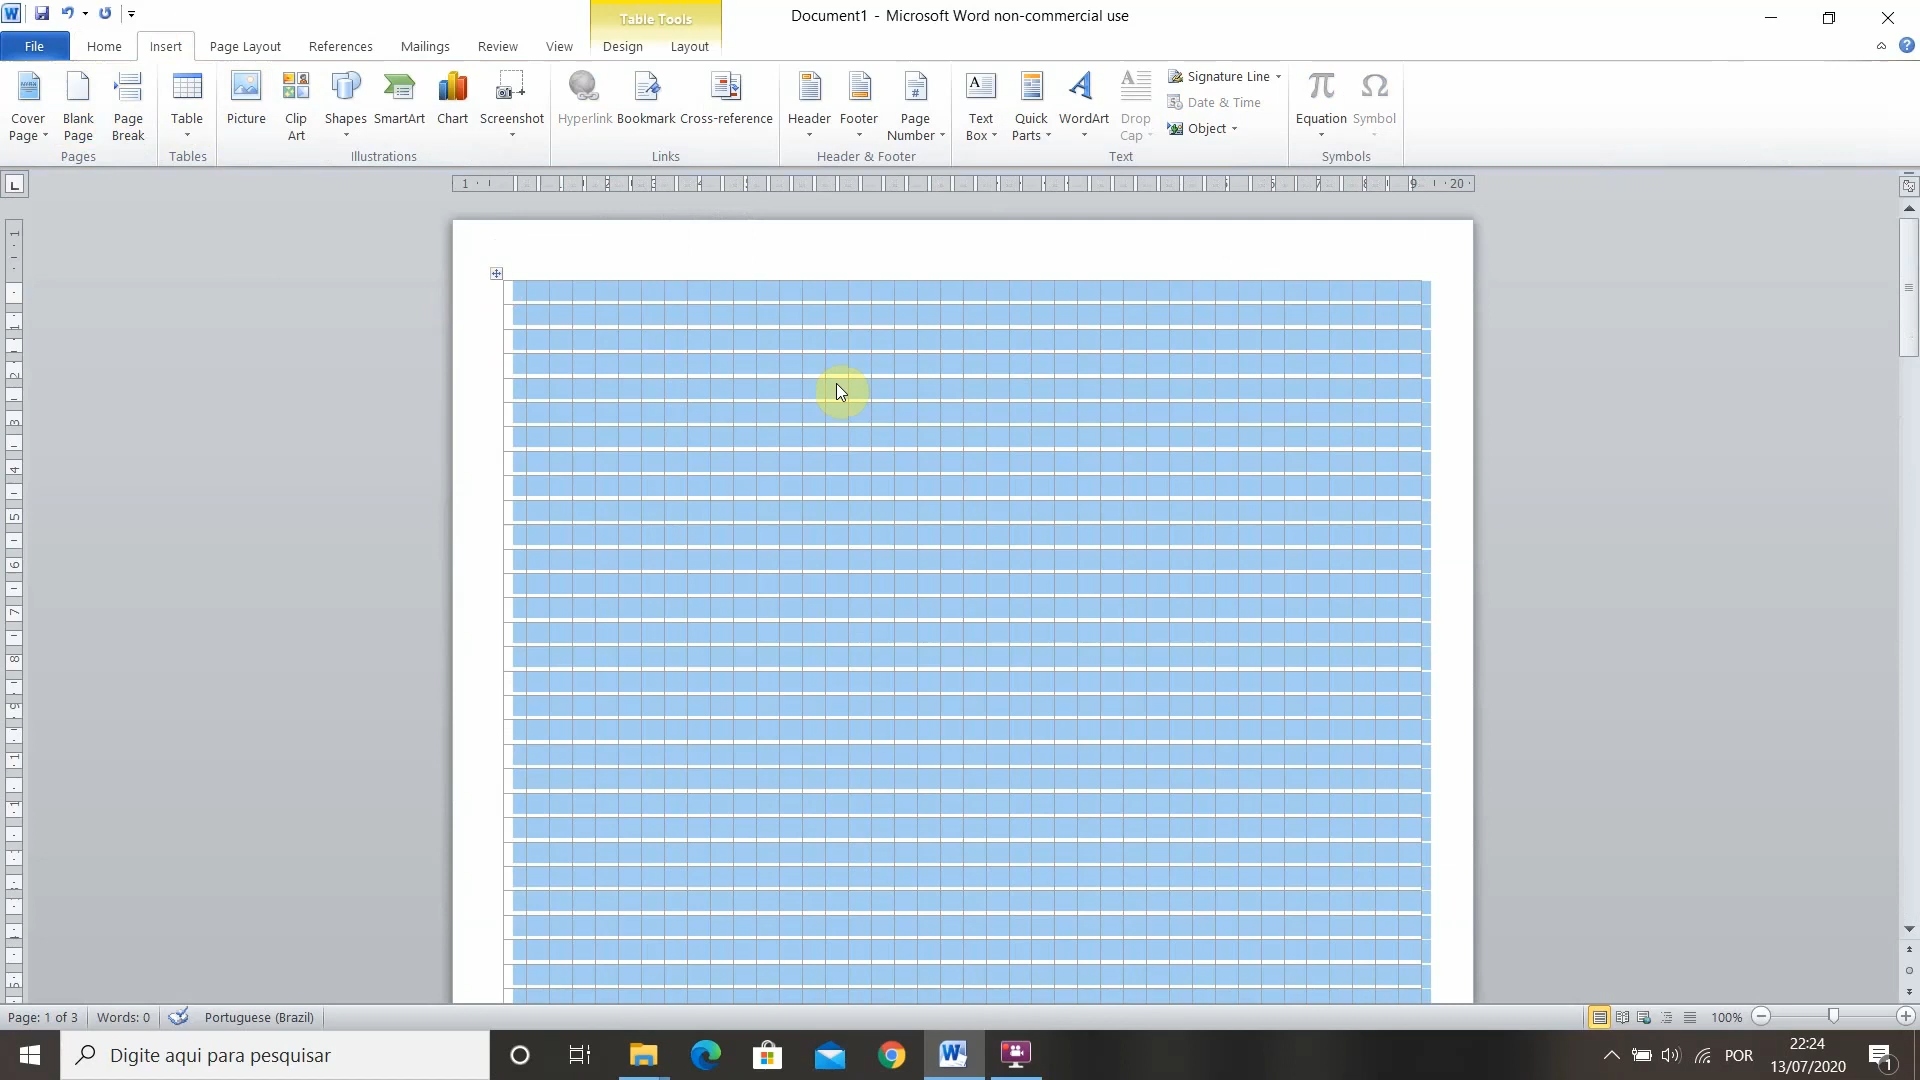 Table Tools
Document1 - Microsoft Word non-commercial use
File Home Insert Page Layout References Mailings Review View Design Layout
Cover Page
Blank Page
Page Break
Table
Picture
Clip Art
Shapes
SmartArt
Chart
Screenshot
Hyperlink
Bookmark
Cross-reference
Header
Footer
Page Number
Text Box
Quick Parts
WordArt
Drop Cap
Signature Line
Date & Time
Object
Equation
Symbol
Pages Tables Illustrations Links Header & Footer Text Symbols
Page: 1 of 3 Words: 0 Portuguese (Brazil) 100%
Digite aqui para pesquisar
POR
22:24
13/07/2020
1